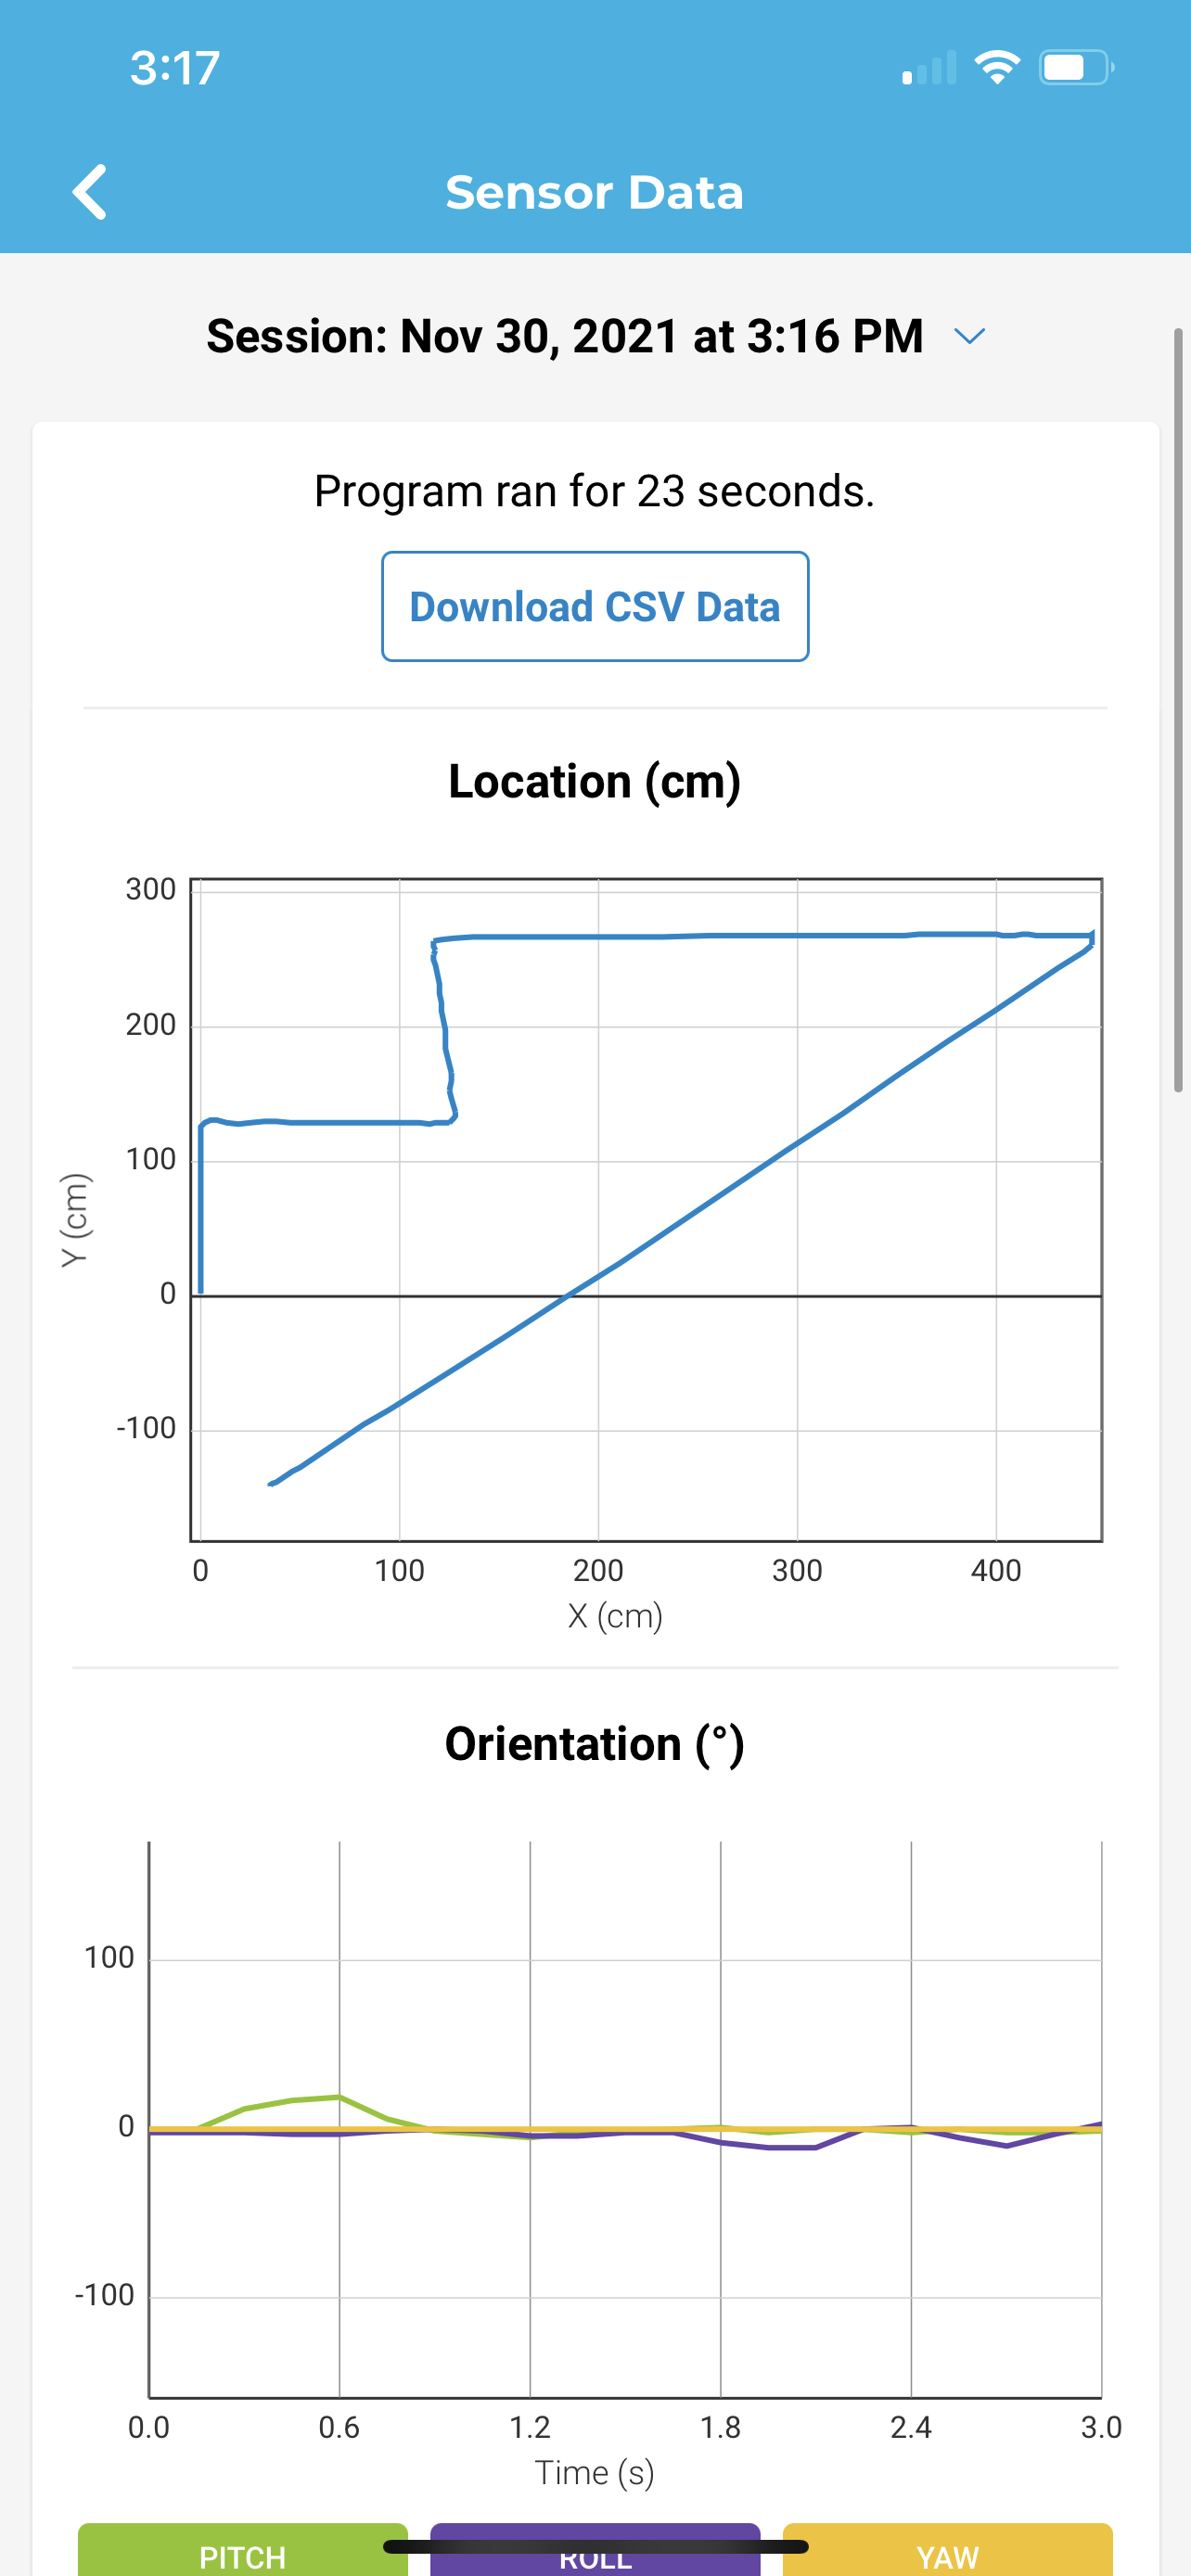 3:17
Sensor Data
Session: Nov 30, 2021 at 3:16 PM
Program ran for 23 seconds.
Download CSV Data
Location (cm)
300
200
100
0
-100
Y (cm)
0 100 200 300 400
X (cm)
Orientation (°)
100
0
-100
0.0 0.6 1.2 1.8 2.4 3.0
Time (s)
PITCH ROLL YAW